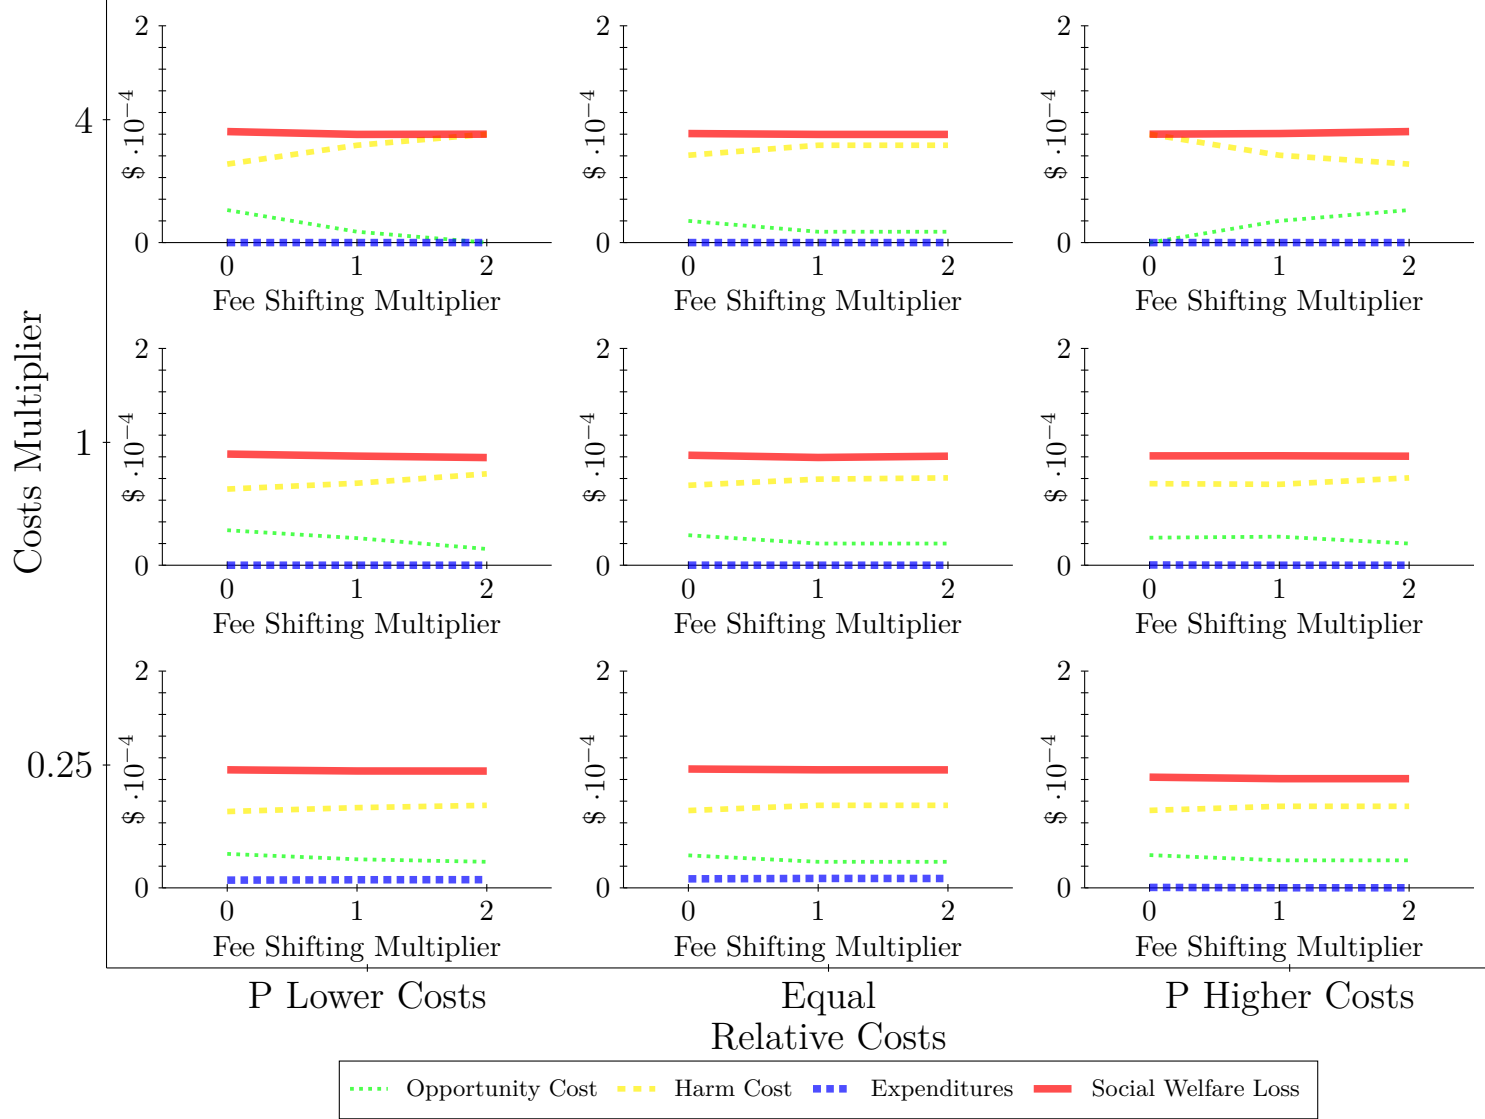 Costs Multiplier
4
2
0
$ ·10−4
0 1 2
Fee Shifting Multiplier
2
0
$ ·10−4
0 1 2
Fee Shifting Multiplier
2
0
$ ·10−4
0 1 2
Fee Shifting Multiplier
1
2
0
$ ·10−4
0 1 2
Fee Shifting Multiplier
2
0
$ ·10−4
0 1 2
Fee Shifting Multiplier
2
0
$ ·10−4
0 1 2
Fee Shifting Multiplier
0.25
2
0
$ ·10−4
0 1 2
Fee Shifting Multiplier
2
0
$ ·10−4
0 1 2
Fee Shifting Multiplier
2
0
$ ·10−4
0 1 2
Fee Shifting Multiplier
P Lower Costs Equal P Higher Costs
Relative Costs
Opportunity Cost Harm Cost Expenditures Social Welfare Loss